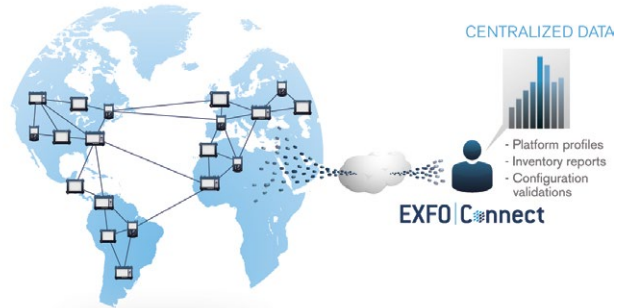 CENTRALIZED DATA
- Platform profiles
- Inventory reports
- Configuration
validations
EXFO|Connect